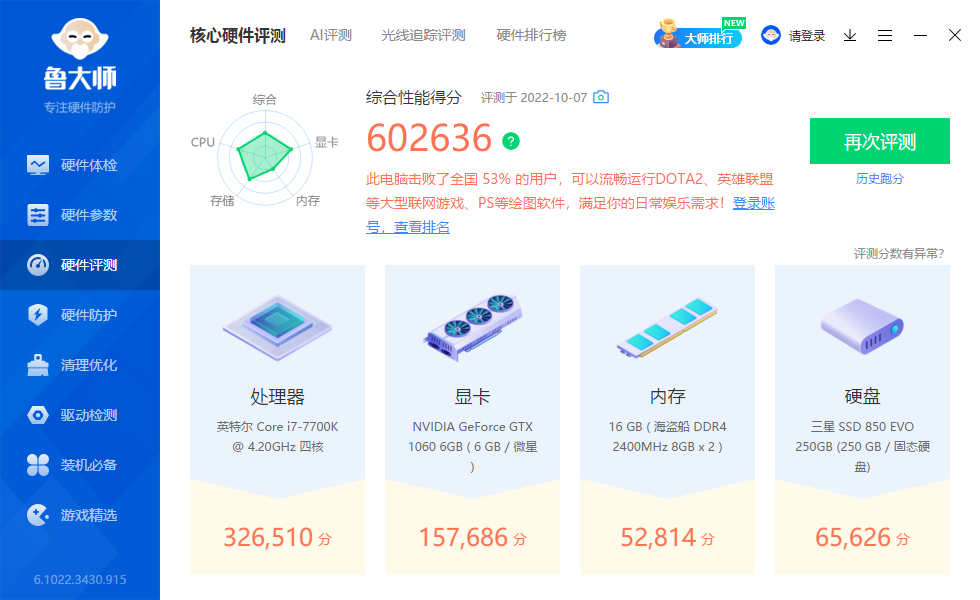 鲁大师
专注硬件防护
硬件体检
硬件参数
硬件评测
硬件防护
清理优化
驱动检测
装机必备
游戏精选
6.1022.3430.915
核心硬件评测 AI评测 光线追踪评测 硬件排行榜
大师排行 NEW 请登录
综合
CPU
显卡
存储
内存
综合性能得分 评测于 2022-10-07
602636 ?
此电脑击败了全国 53% 的用户，可以流畅运行DOTA2、英雄联盟
等大型联网游戏、PS等绘图软件，满足你的日常娱乐需求！登录账
号，查看排名
再次评测
历史跑分
评测分数有异常?
处理器
英特尔 Core i7-7700K
@ 4.20GHz 四核
326,510 分
显卡
NVIDIA GeForce GTX
1060 6GB ( 6 GB / 微星
)
157,686 分
内存
16 GB ( 海盗船 DDR4
2400MHz 8GB x 2 )
52,814 分
硬盘
三星 SSD 850 EVO
250GB (250 GB / 固态硬
盘)
65,626 分